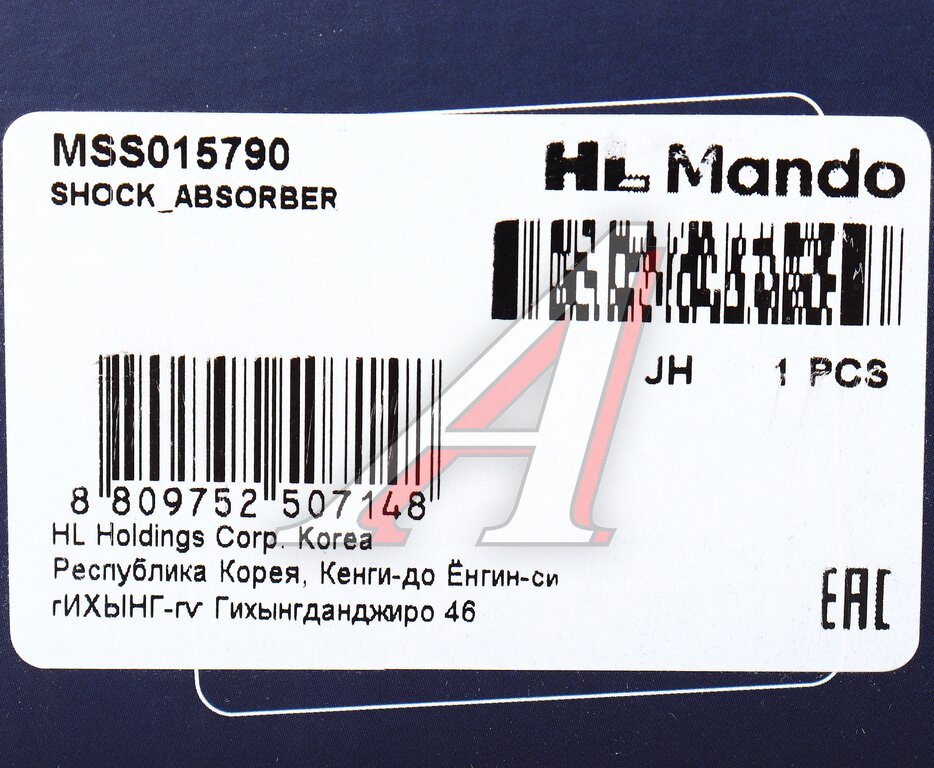 MSS015790
SHOCK_ABSORBER
HL Mando
JH 1 PCS
8 809752 507148
HL Holdings Corp. Korea
Республика Корея, Кенги-до Ёнгин-си
гИХЫНГ-гу Гихынгданджиро 46
EAC